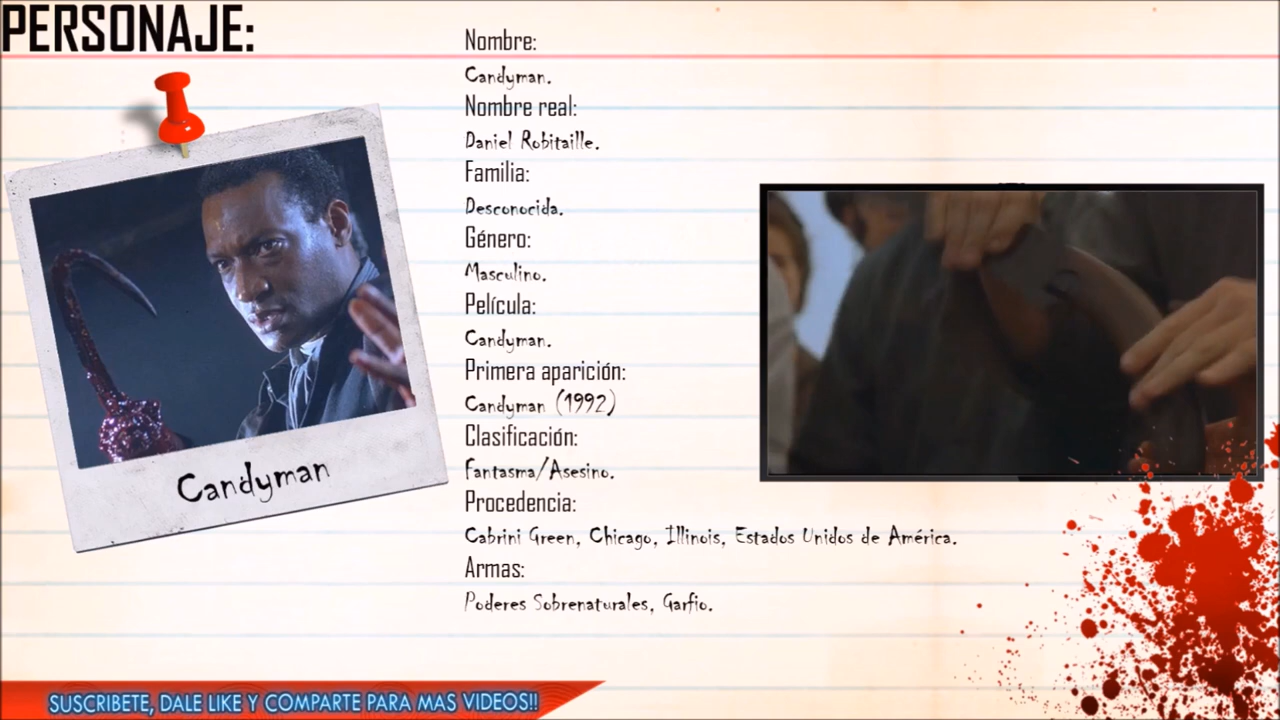 PERSONAJE:
Candyman
Nombre:
Candyman.
Nombre real:
Daniel Robitaille.
Familia:
Desconocida.
Género:
Masculino.
Película:
Candyman.
Primera aparición:
Candyman (1992)
Clasificación:
Fantasma/Asesino.
Procedencia:
Cabrini Green, Chicago, Illinois, Estados Unidos de América.
Armas:
Poderes Sobrenaturales, Garfio.
SUSCRIBETE, DALE LIKE Y COMPARTE PARA MAS VIDEOS!!